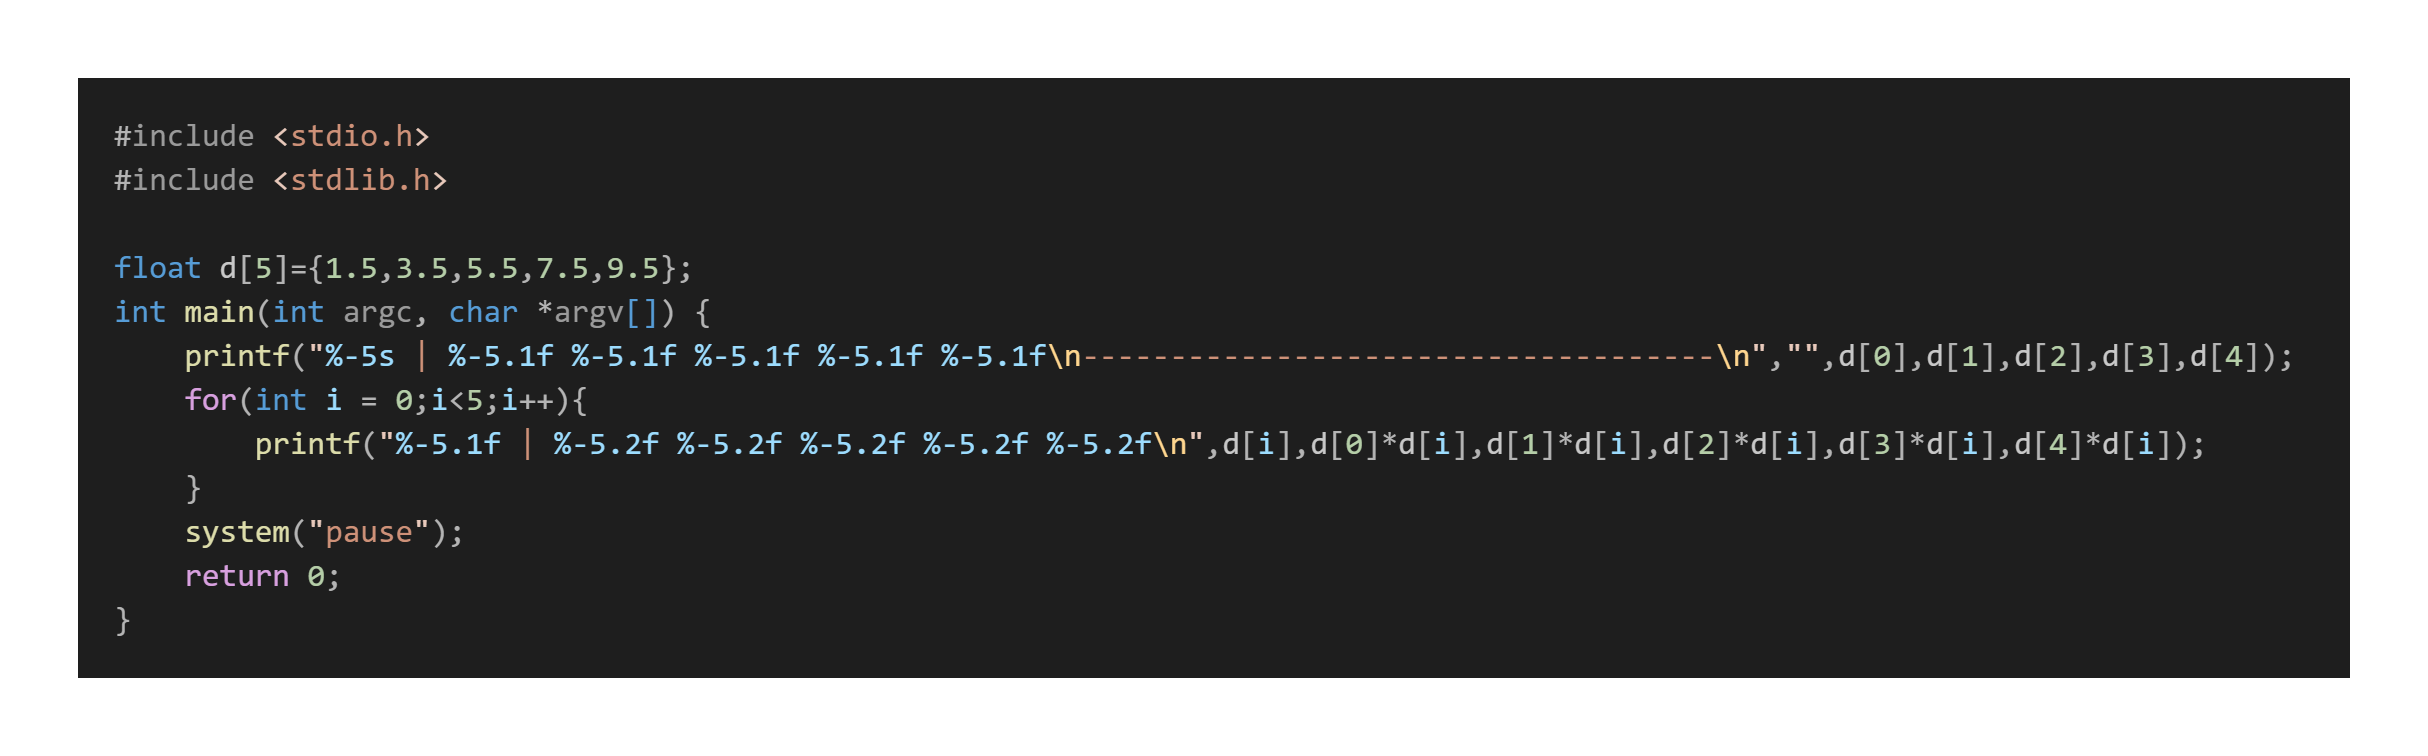 #include <stdio.h>
#include <stdlib.h>

float d[5]={1.5,3.5,5.5,7.5,9.5};
int main(int argc, char *argv[]) {
    printf("%-5s | %-5.1f %-5.1f %-5.1f %-5.1f %-5.1f\n------------------------------------\n","",d[0],d[1],d[2],d[3],d[4]);
    for(int i = 0;i<5;i++){
        printf("%-5.1f | %-5.2f %-5.2f %-5.2f %-5.2f %-5.2f\n",d[i],d[0]*d[i],d[1]*d[i],d[2]*d[i],d[3]*d[i],d[4]*d[i]);
    }
    system("pause");
    return 0;
}